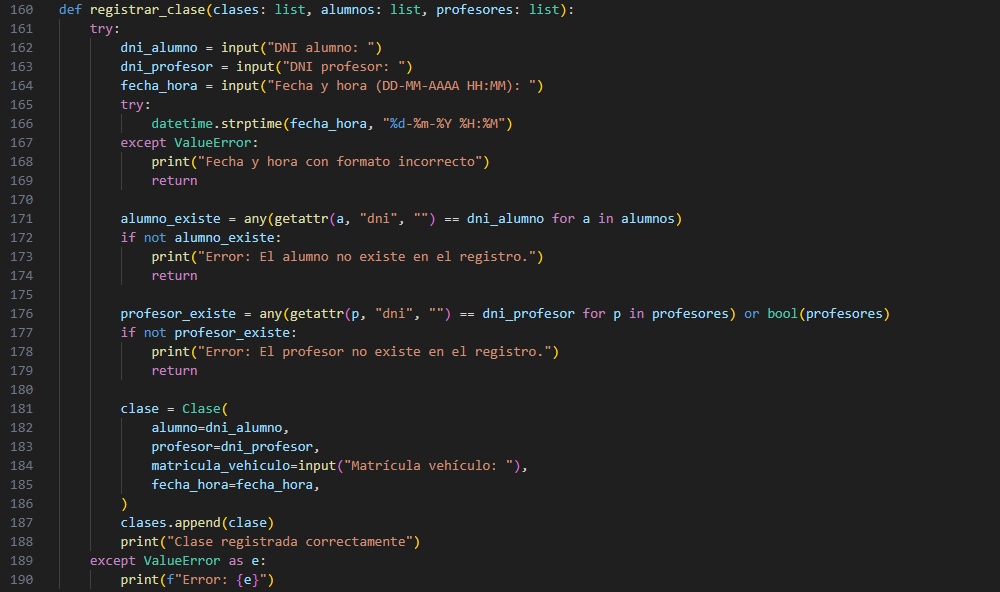 160 def registrar_clase(clases: list, alumnos: list, profesores: list):
161     try:
162         dni_alumno = input("DNI alumno: ")
163         dni_profesor = input("DNI profesor: ")
164         fecha_hora = input("Fecha y hora (DD-MM-AAAA HH:MM): ")
165         try:
166             datetime.strptime(fecha_hora, "%d-%m-%Y %H:%M")
167         except ValueError:
168             print("Fecha y hora con formato incorrecto")
169             return
170
171         alumno_existe = any(getattr(a, "dni", "") == dni_alumno for a in alumnos)
172         if not alumno_existe:
173             print("Error: El alumno no existe en el registro.")
174             return
175
176         profesor_existe = any(getattr(p, "dni", "") == dni_profesor for p in profesores) or bool(profesores)
177         if not profesor_existe:
178             print("Error: El profesor no existe en el registro.")
179             return
180
181         clase = Clase(
182             alumno=dni_alumno,
183             profesor=dni_profesor,
184             matricula_vehiculo=input("Matrícula vehículo: "),
185             fecha_hora=fecha_hora,
186         )
187         clases.append(clase)
188         print("Clase registrada correctamente")
189     except ValueError as e:
190         print(f"Error: {e}")